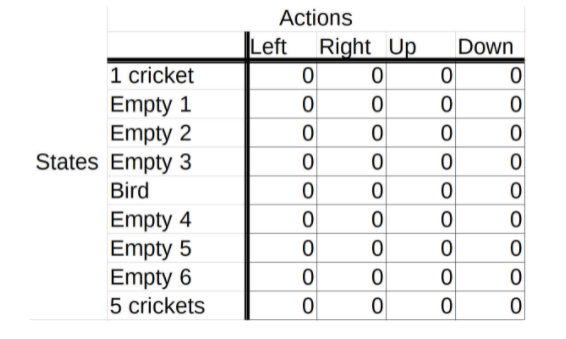 Actions
Left Right Up Down
1 cricket 0 0 0 0
Empty 1 0 0 0 0
Empty 2 0 0 0 0
States Empty 3 0 0 0 0
Bird 0 0 0 0
Empty 4 0 0 0 0
Empty 5 0 0 0 0
Empty 6 0 0 0 0
5 crickets 0 0 0 0